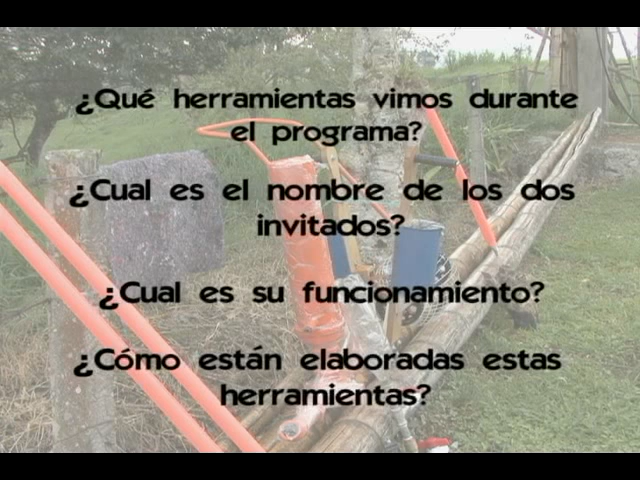 ¿Qué herramientas vimos durante
el programa?
¿Cual es el nombre de los dos
invitados?
¿Cual es su funcionamiento?
¿Cómo están elaboradas estas
herramientas?